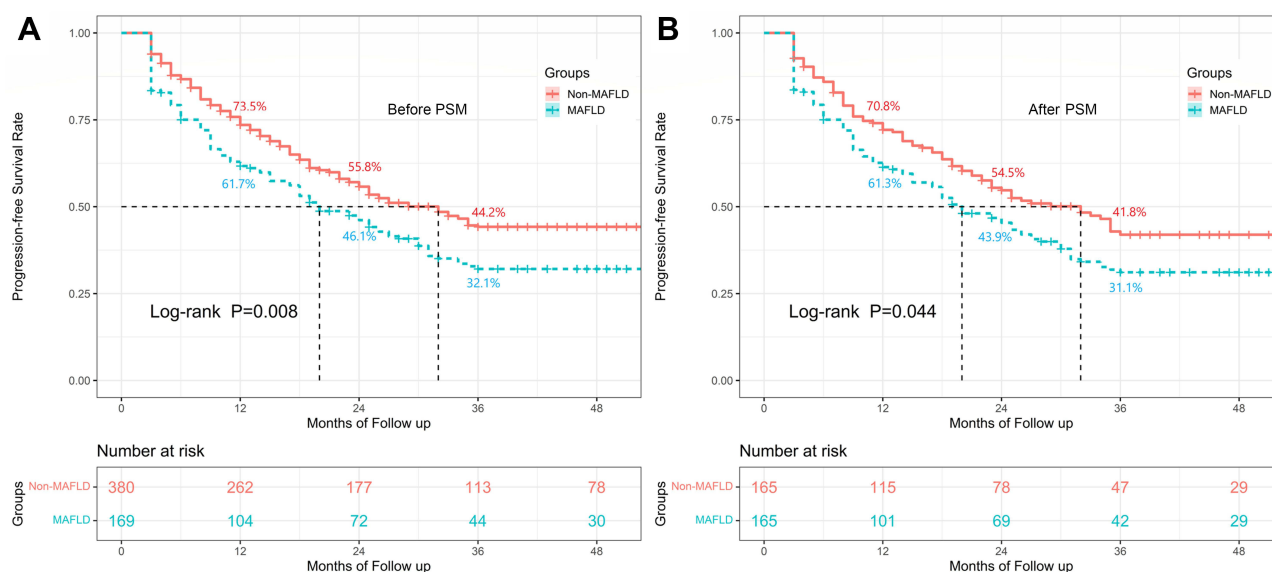 A
Progression-free Survival Rate
1.00
0.75
0.50
0.25
0.00
Groups
Non-MAFLD
MAFLD
Before PSM
73.5%
55.8%
44.2%
61.7%
46.1%
32.1%
Log-rank P=0.008
0 12 24 36 48
Months of Follow up
Number at risk
Groups
Non-MAFLD 380 262 177 113 78
MAFLD 169 104 72 44 30
0 12 24 36 48
Months of Follow up
B
Progression-free Survival Rate
1.00
0.75
0.50
0.25
0.00
Groups
Non-MAFLD
MAFLD
After PSM
70.8%
54.5%
41.8%
61.3%
43.9%
31.1%
Log-rank P=0.044
0 12 24 36 48
Months of Follow up
Number at risk
Groups
Non-MAFLD 165 115 78 47 29
MAFLD 165 101 69 42 29
0 12 24 36 48
Months of Follow up